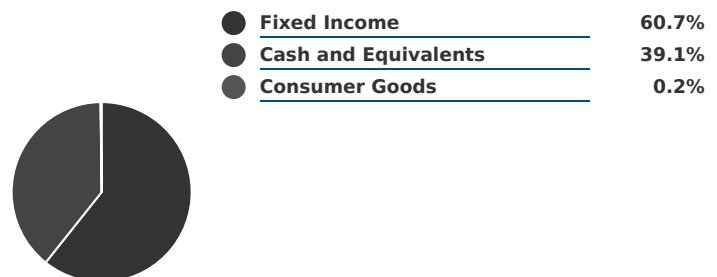 Fixed Income 60.7%
Cash and Equivalents 39.1%
Consumer Goods 0.2%